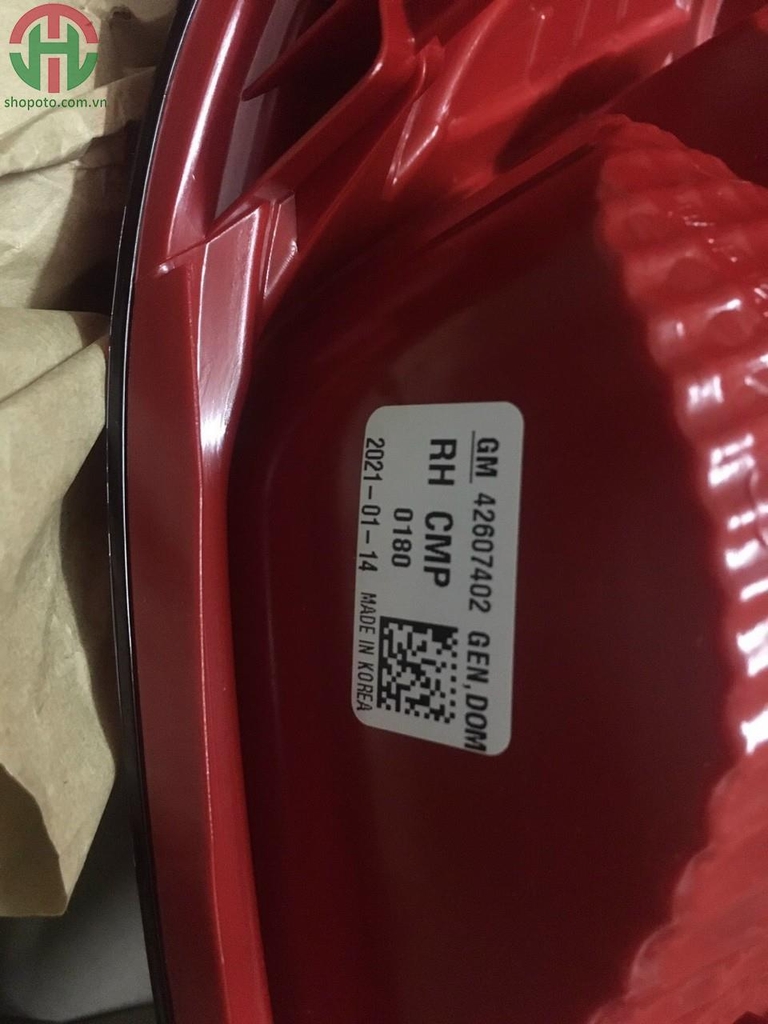 shopoto.com.vn
GM 42607402 GEN,DOM
RH CMP
0180
2021-01-14 MADE IN KOREA